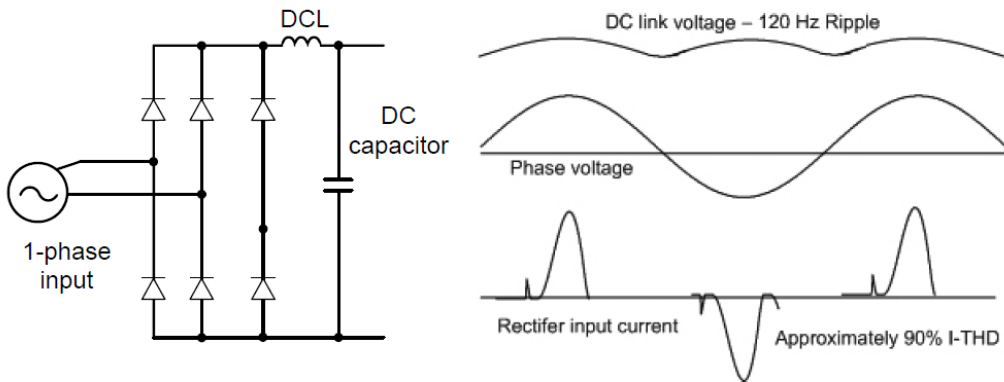 DCL
DC
capacitor
1-phase
input
DC link voltage – 120 Hz Ripple
Phase voltage
Rectifer input current
Approximately 90% I-THD